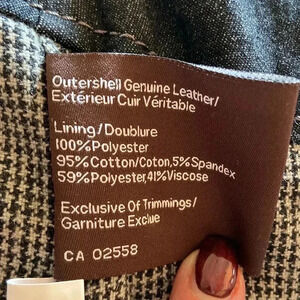 Outershell Genuine Leather/
Extérieur Cuir Véritable
Lining/Doublure
100%Polyester
95%Cotton/Coton,5%Spandex
59%Polyester,41%Viscose
Exclusive Of Trimmings/
Garniture Exclue
CA 02558